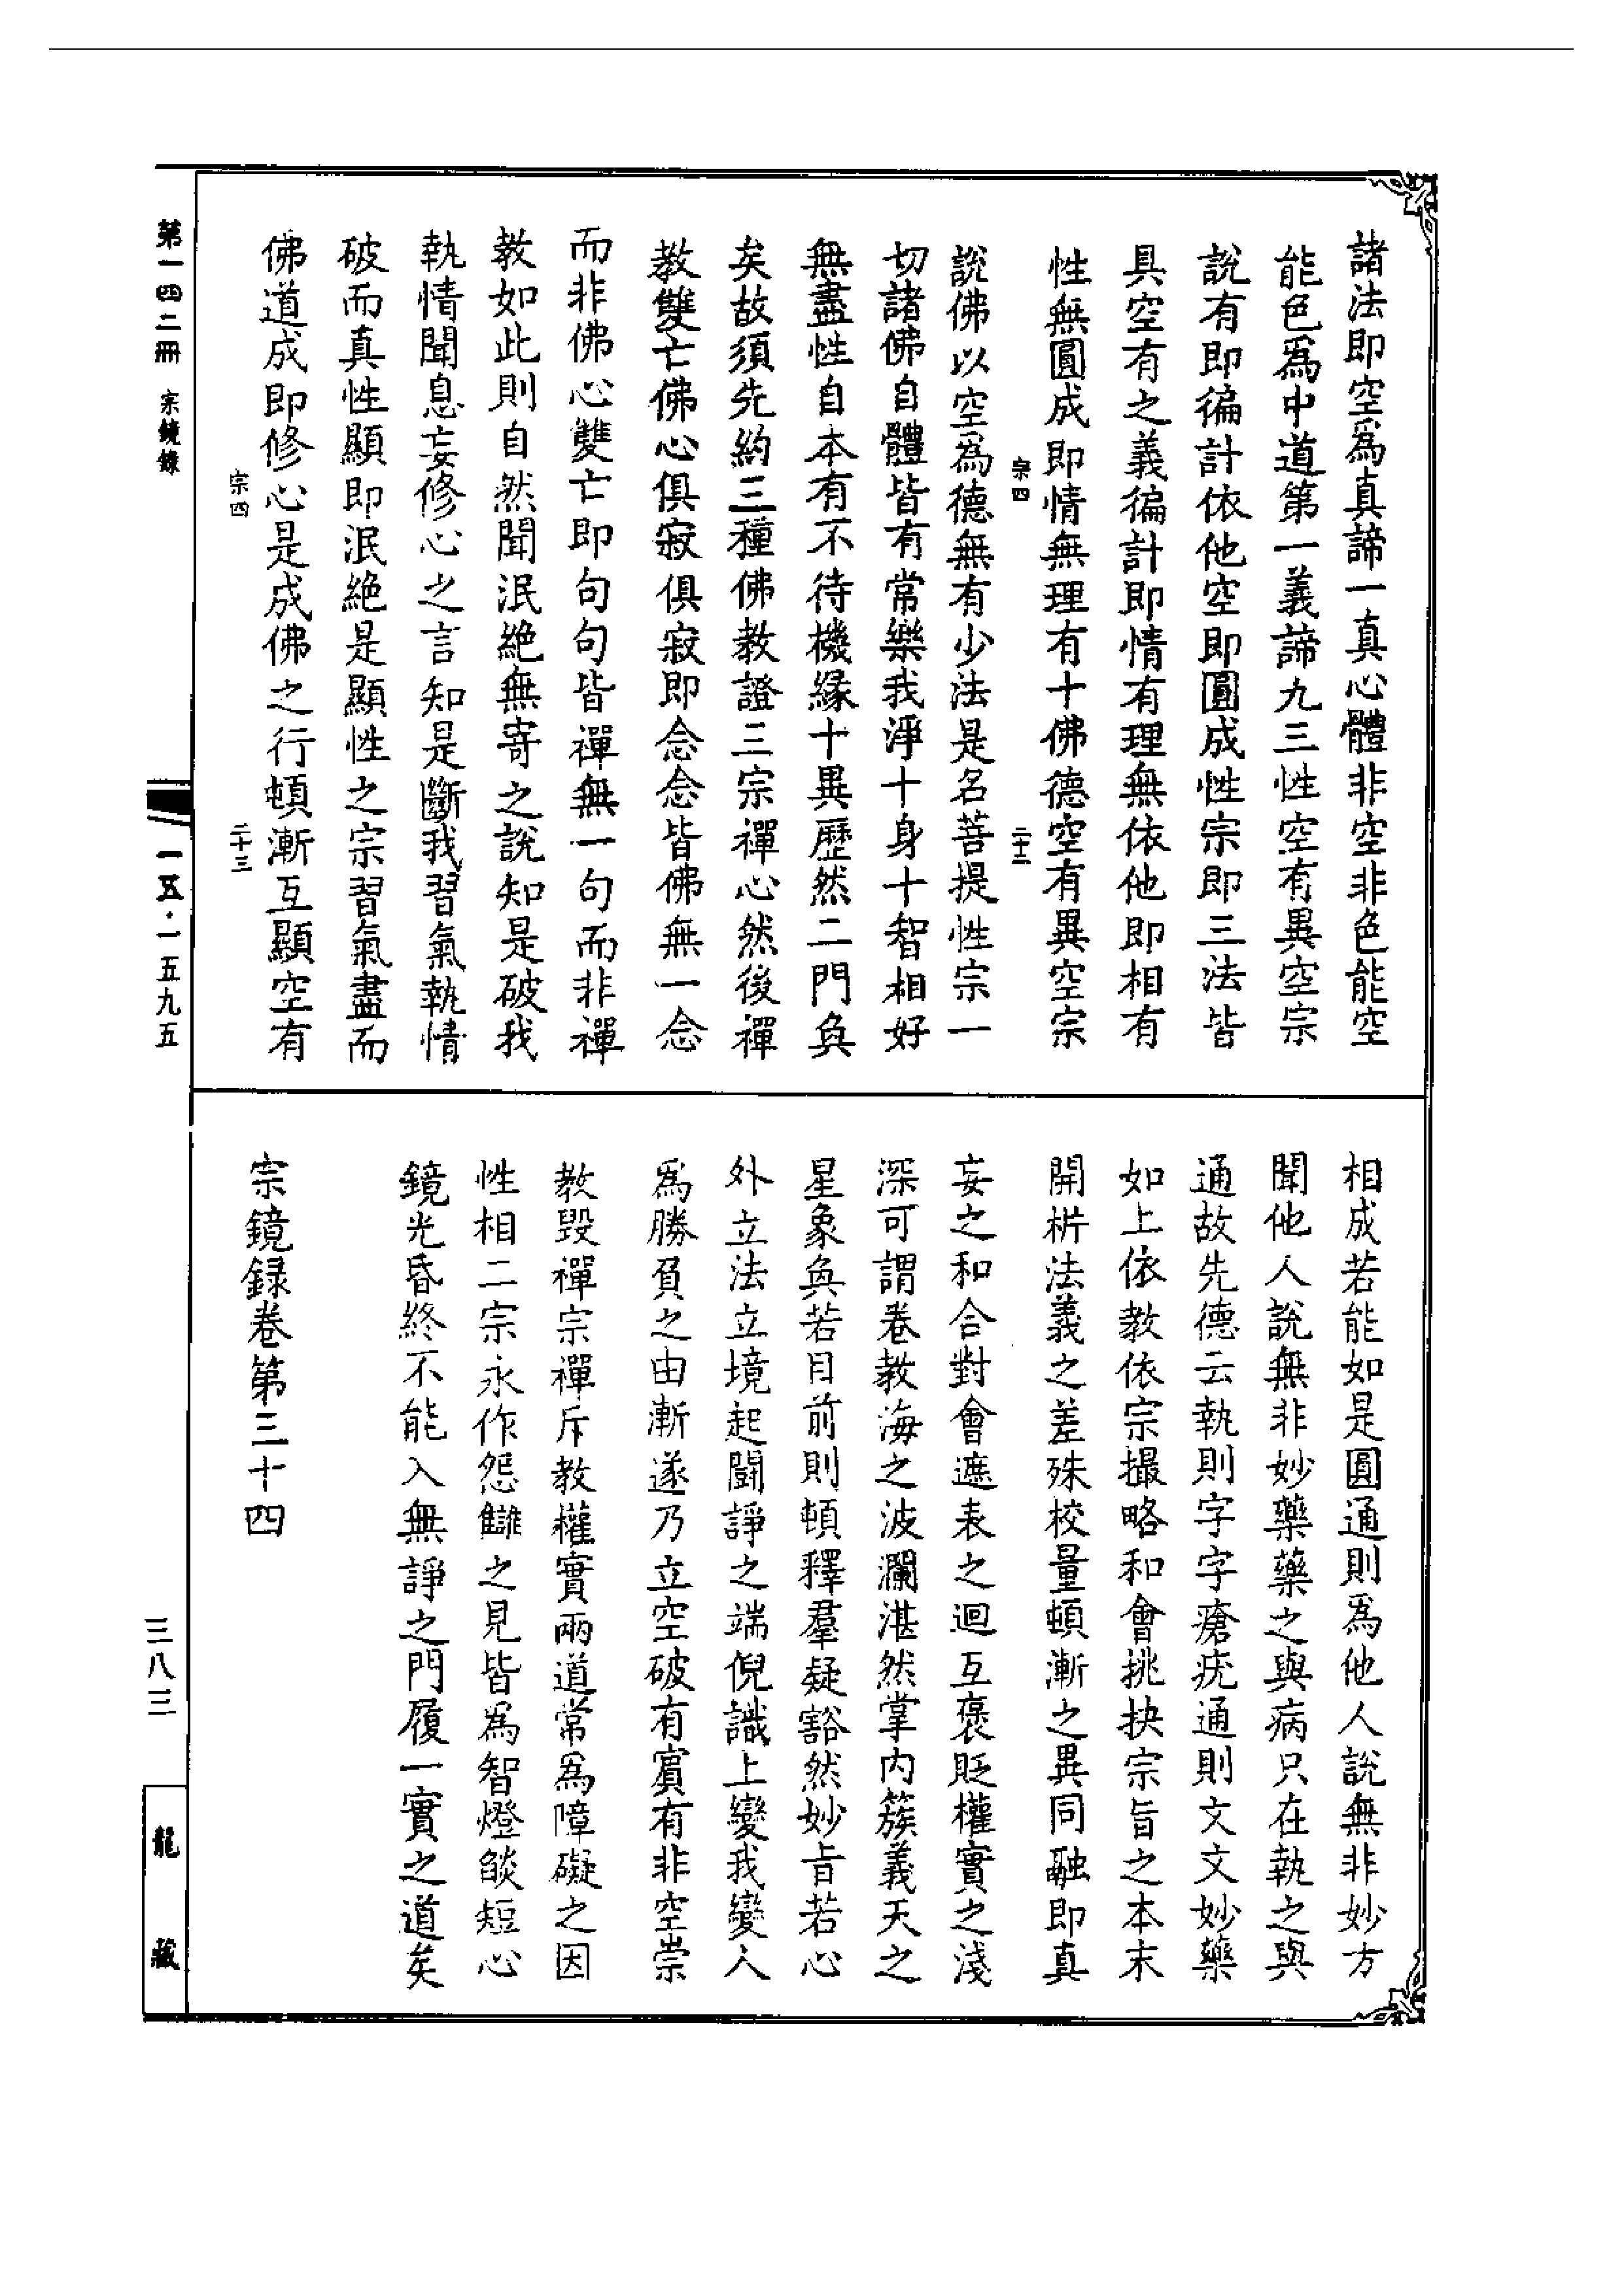 諸法即空爲真諦一真心體非空非色能空
能色爲中道第一義諦九三性空有異空宗
說有即徧計依他空即圓成性宗即三法皆
具空有之義徧計即情有理無依他即相有
性無圓成即情無理有十佛德空有異空宗
宗四
二十二
說佛以空爲德無有少法是名菩提性宗一
切諸佛自體皆有常樂我淨十身十智相好
無盡性自本有不待機緣十異歷然二門奐
矣故須先約三種佛教證三宗禪心然後禪
教雙亡佛心俱寂俱寂即念念皆佛無一念
而非佛心雙亡即句句皆禪無一句而非禪
教如此則自然聞泯絕無寄之說知是破我
執情聞息妄修心之言知是斷我習氣執情
破而真性顯即泯絕是顯性之宗習氣盡而
佛道成即修心是成佛之行頓漸互顯空有
宗四
二十三
相成若能如是圓通則爲他人說無非妙方
聞他人說無非妙藥藥之與病只在執之與
通故先德云執則字字瘡疣通則文文妙藥
如上依教依宗撮略和會挑抉宗旨之本末
開析法義之差殊校量頓漸之異同融即真
妄之和合對會遮表之迴互褒貶權實之淺
深可謂卷教海之波瀾湛然掌內簇義天之
星象奐若目前則頓釋羣疑豁然妙旨若心
外立法立境起鬪諍之端倪識上變我變人
爲勝負之由漸遂乃立空破有賓有非空崇
教毀禪宗禪斥教權實兩道常爲障礙之因
性相二宗永作怨讎之見皆爲智燈燄短心
鏡光昏終不能入無諍之門履一實之道矣
宗鏡録卷第三十四
第一四二冊 宗鏡錄
一五·一五九五
三八三
龍藏